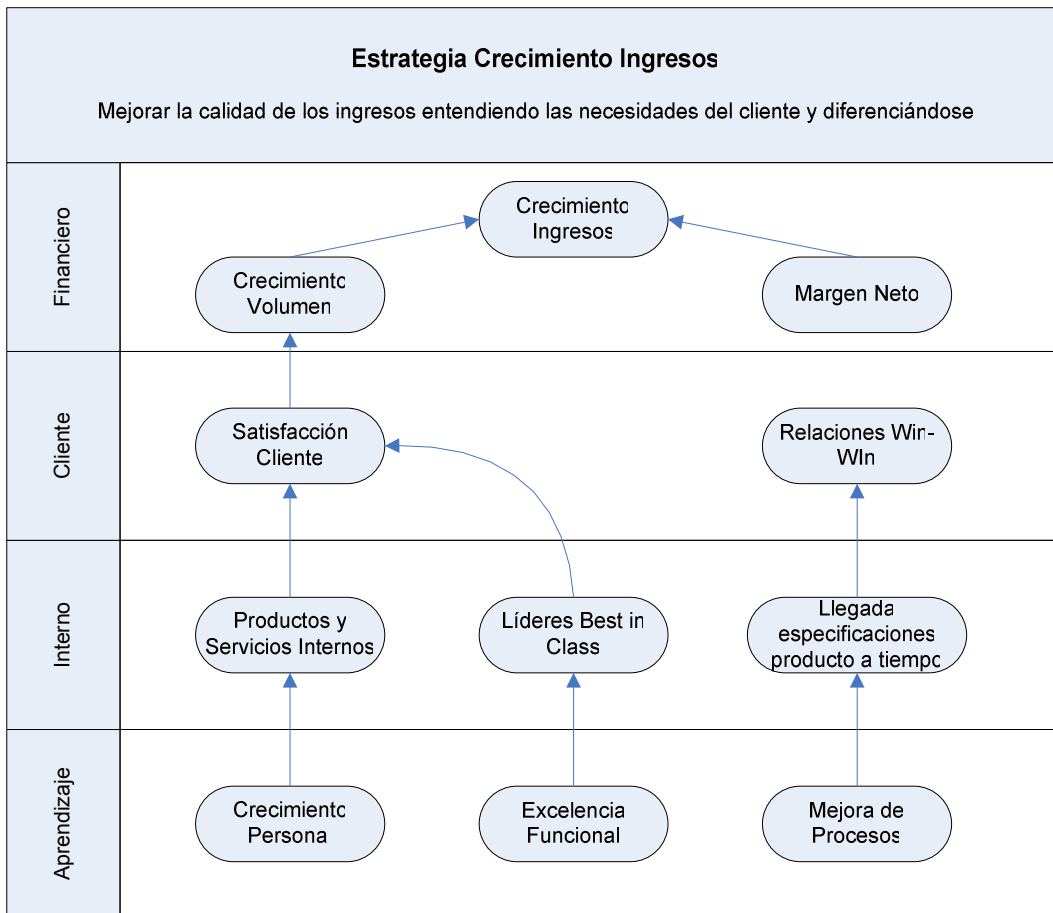 Estrategia Crecimiento Ingresos
Mejorar la calidad de los ingresos entendiendo las necesidades del cliente y diferenciándose
Financiero
Crecimiento
Ingresos
Crecimiento
Volumen
Margen Neto
Cliente
Satisfacción
Cliente
Relaciones Win-
WIn
Interno
Productos y
Servicios Internos
Líderes Best in
Class
Llegada
especificaciones
producto a tiempo
Aprendizaje
Crecimiento
Persona
Excelencia
Funcional
Mejora de
Procesos